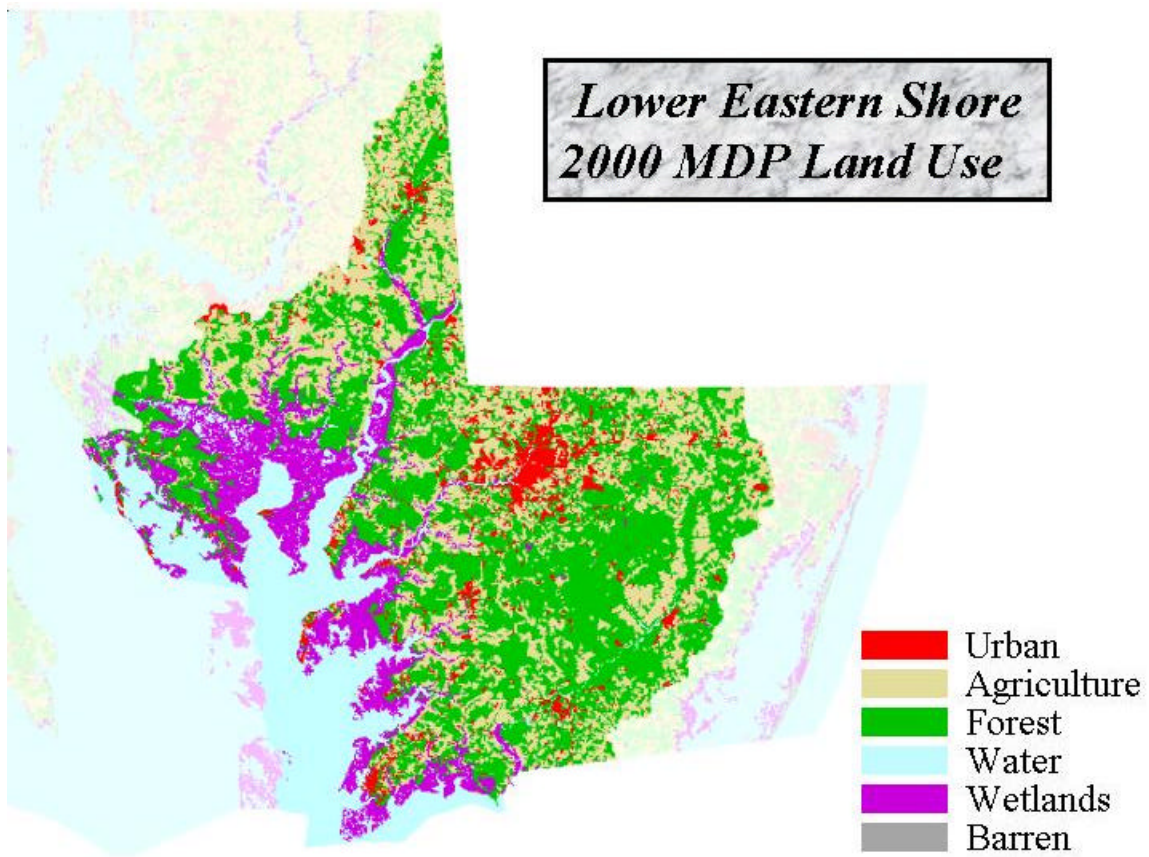 Lower Eastern Shore
2000 MDP Land Use
Urban
Agriculture
Forest
Water
Wetlands
Barren